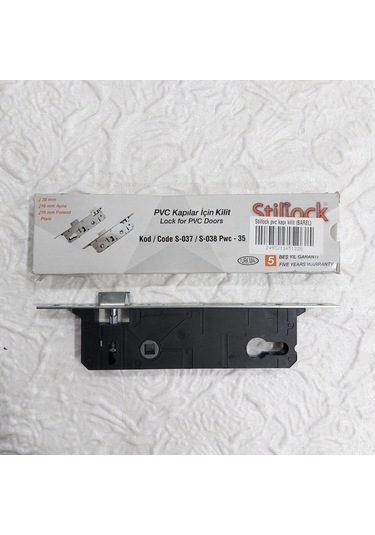 PVC Kapılar İçin Kilit
Lock for PVC Doors
Kod / Code S-037 / S-038 Pwc - 35
Stillock
Stillock pvc kapı kilit (BAREL)
5 BEŞ YIL GARANTİ
FIVE YEARS WARRANTY